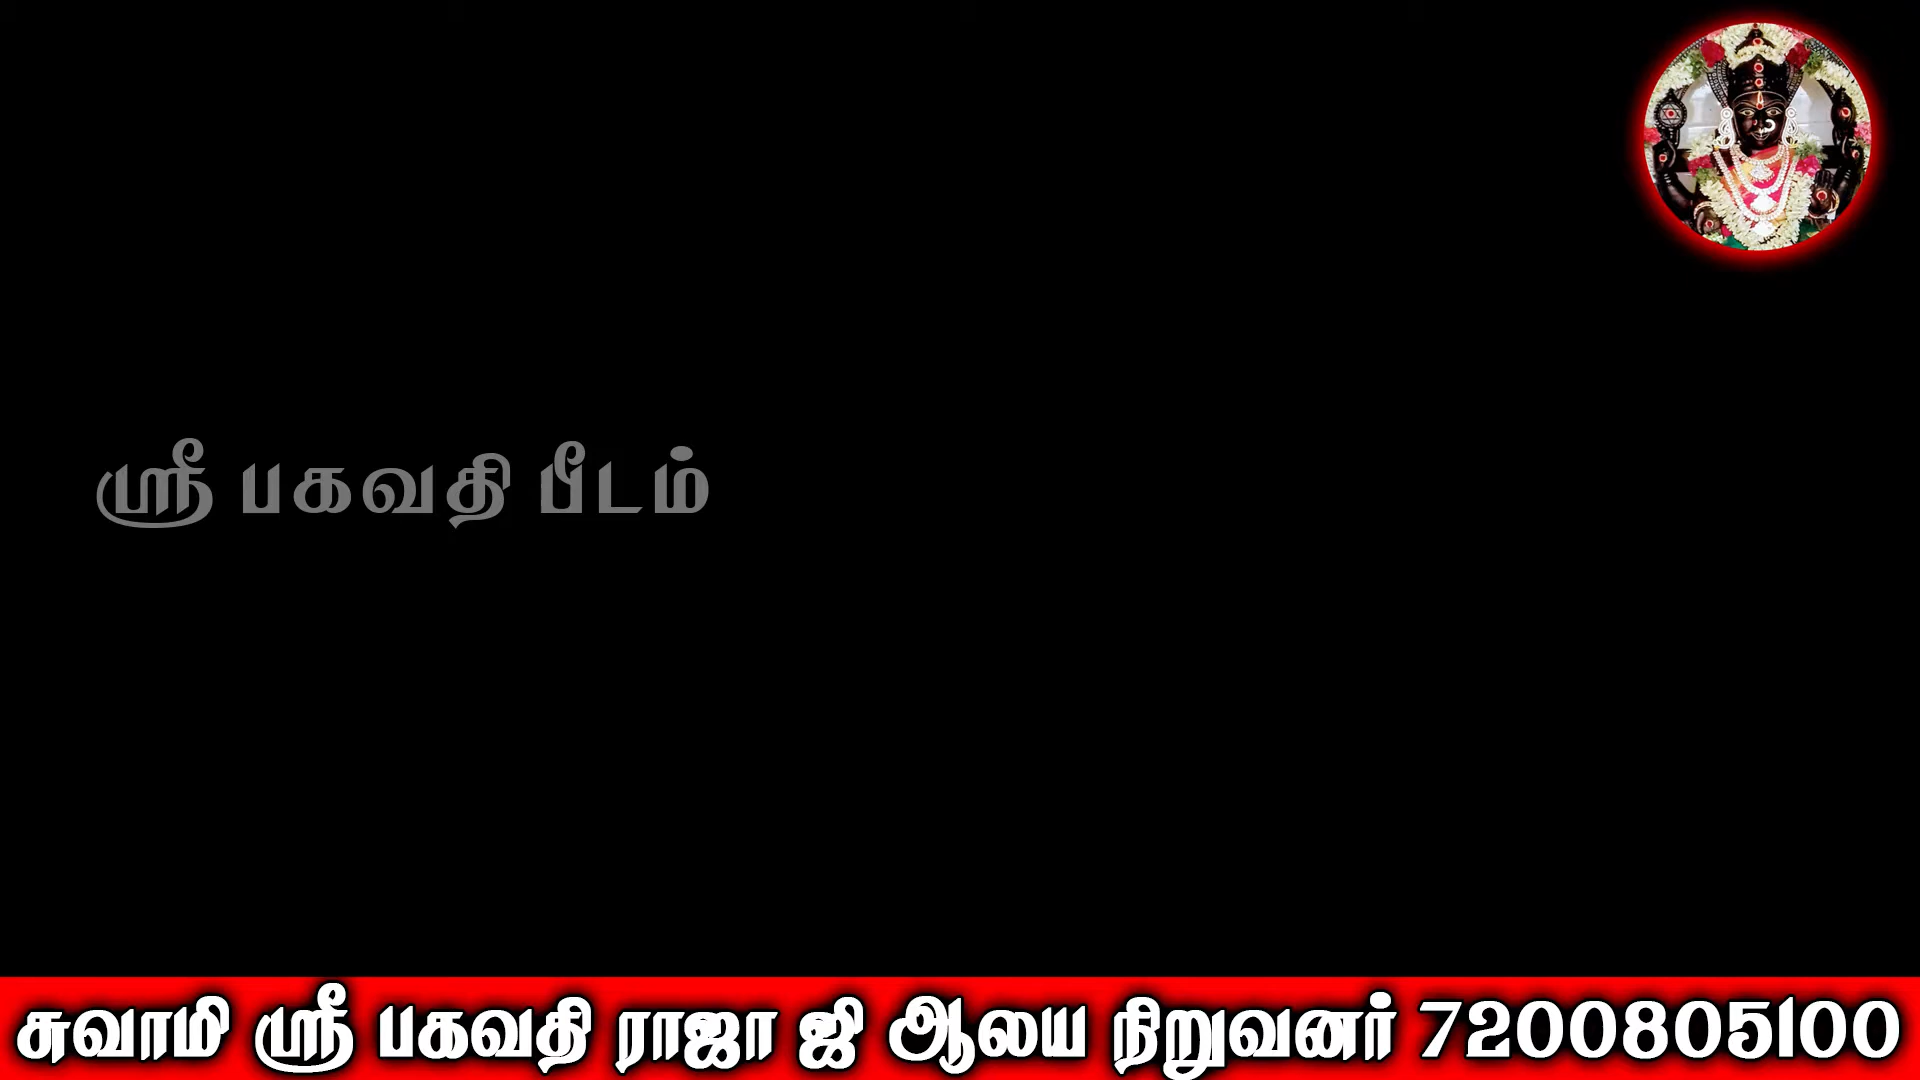 ஸ்ரீ பகவதி பீடம்
சுவாமி ஸ்ரீ பகவதி ராஜா ஜி ஆலய நிறுவனர் 7200805100